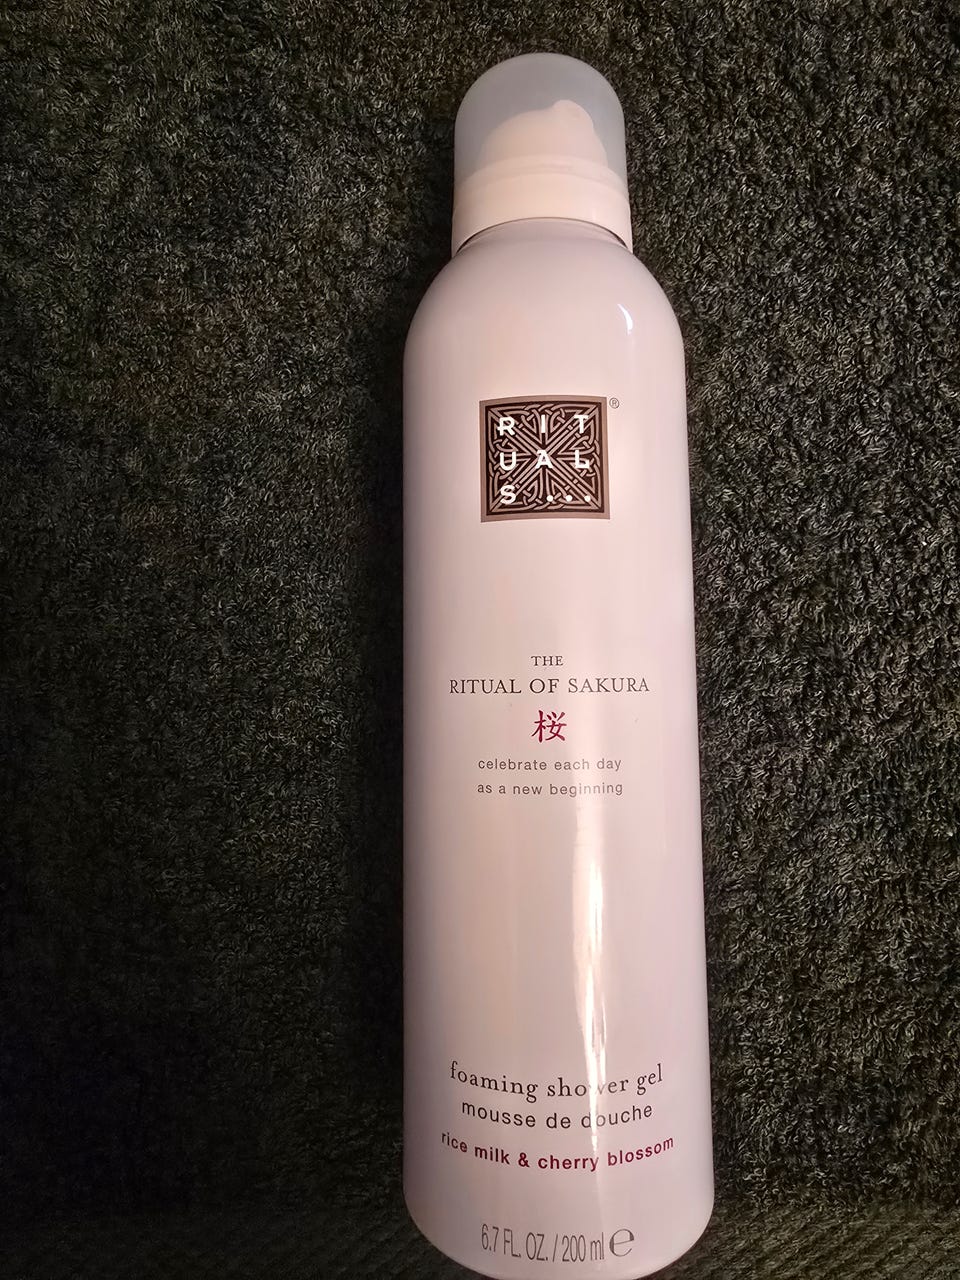 RIT
UAL
S...
®
THE
RITUAL OF SAKURA
桜
celebrate each day
as a new beginning
foaming shower gel
mousse de douche
rice milk & cherry blossom
6.7 FL. OZ. / 200 ml ℮